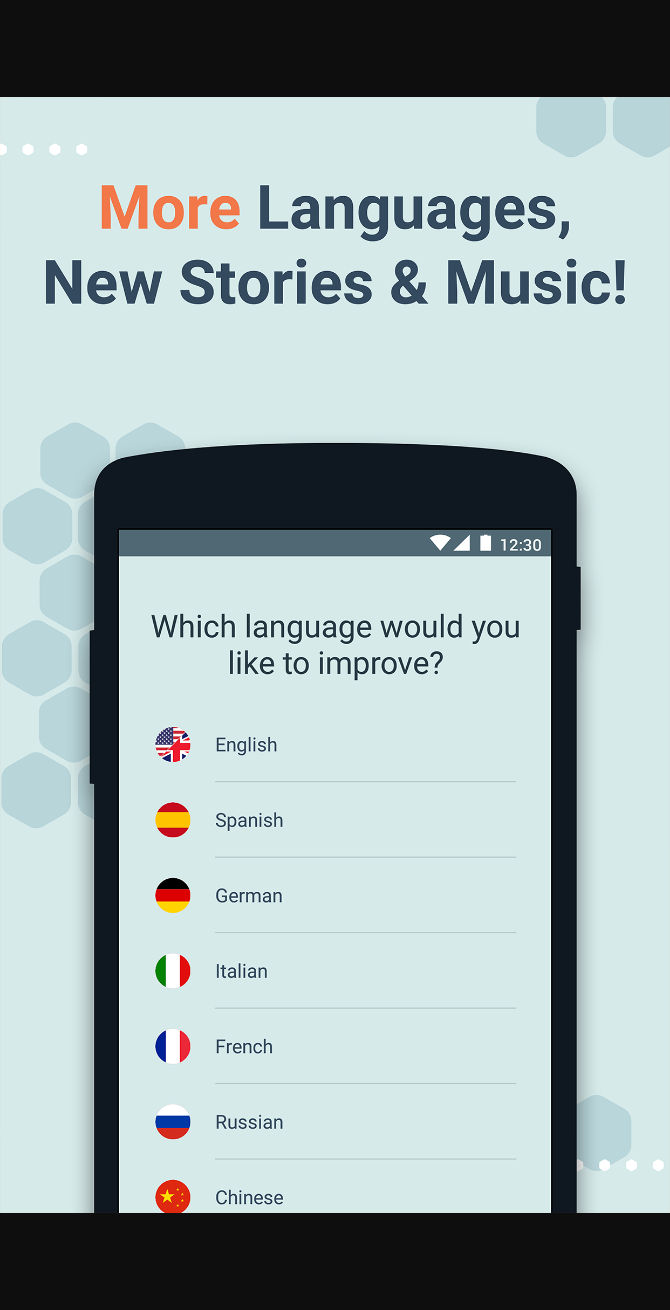 More Languages,
New Stories & Music!
12:30
Which language would you
like to improve?
English
Spanish
German
Italian
French
Russian
Chinese